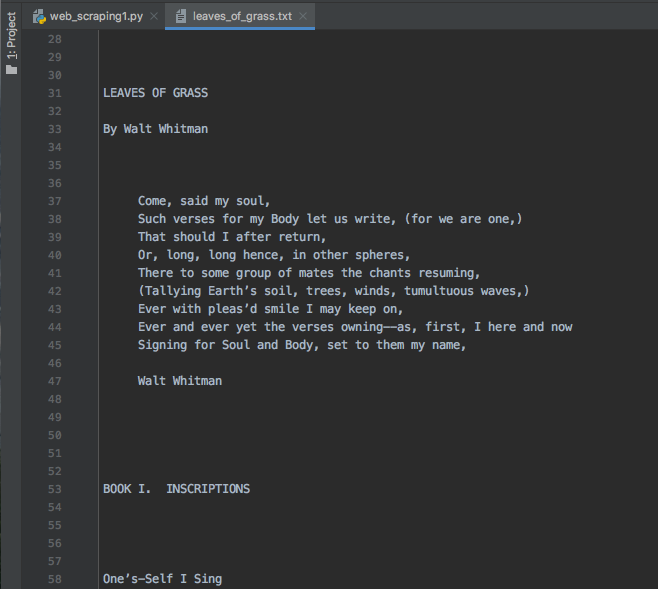 web_scraping1.py
leaves_of_grass.txt
1: Project
28
29
30
31 LEAVES OF GRASS
32
33 By Walt Whitman
34
35
36
37 Come, said my soul,
38 Such verses for my Body let us write, (for we are one,)
39 That should I after return,
40 Or, long, long hence, in other spheres,
41 There to some group of mates the chants resuming,
42 (Tallying Earth’s soil, trees, winds, tumultuous waves,)
43 Ever with pleas’d smile I may keep on,
44 Ever and ever yet the verses owning--as, first, I here and now
45 Signing for Soul and Body, set to them my name,
46
47 Walt Whitman
48
49
50
51
52
53 BOOK I.  INSCRIPTIONS
54
55
56
57
58 One’s-Self I Sing